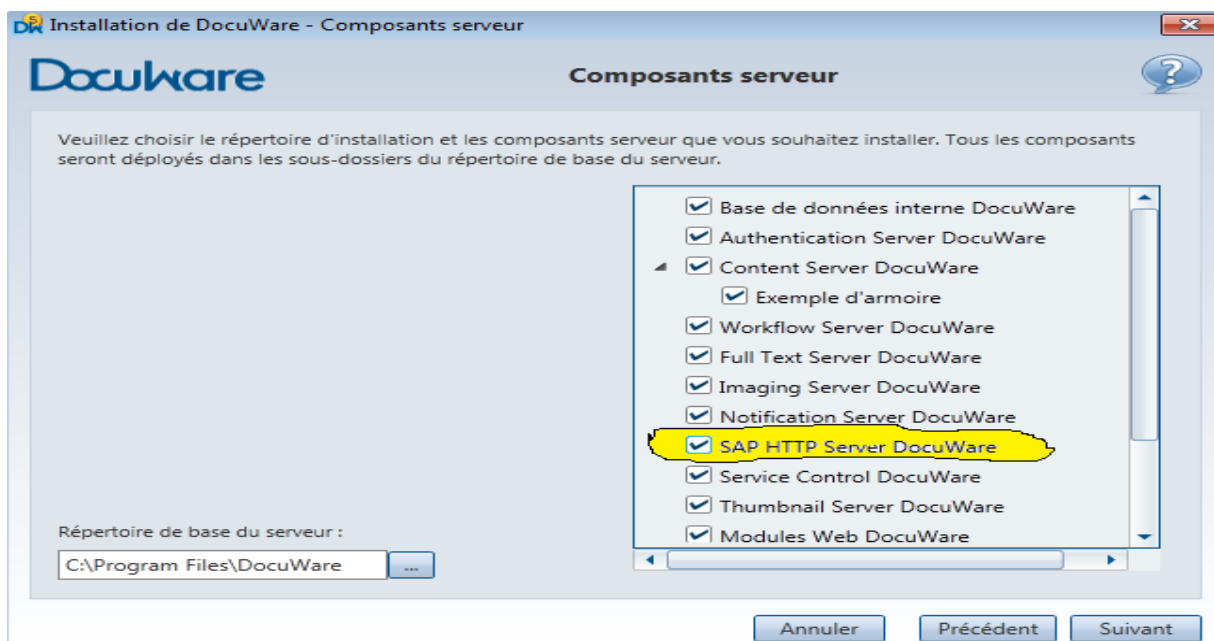 Installation de DocuWare - Composants serveur
DocuWare
Composants serveur
Veuillez choisir le répertoire d'installation et les composants serveur que vous souhaitez installer. Tous les composants
seront déployés dans les sous-dossiers du répertoire de base du serveur.
Base de données interne DocuWare
Authentication Server DocuWare
Content Server DocuWare
Exemple d'armoire
Workflow Server DocuWare
Full Text Server DocuWare
Imaging Server DocuWare
Notification Server DocuWare
SAP HTTP Server DocuWare
Service Control DocuWare
Thumbnail Server DocuWare
Modules Web DocuWare
Répertoire de base du serveur :
C:\Program Files\DocuWare
...
Annuler
Précédent
Suivant